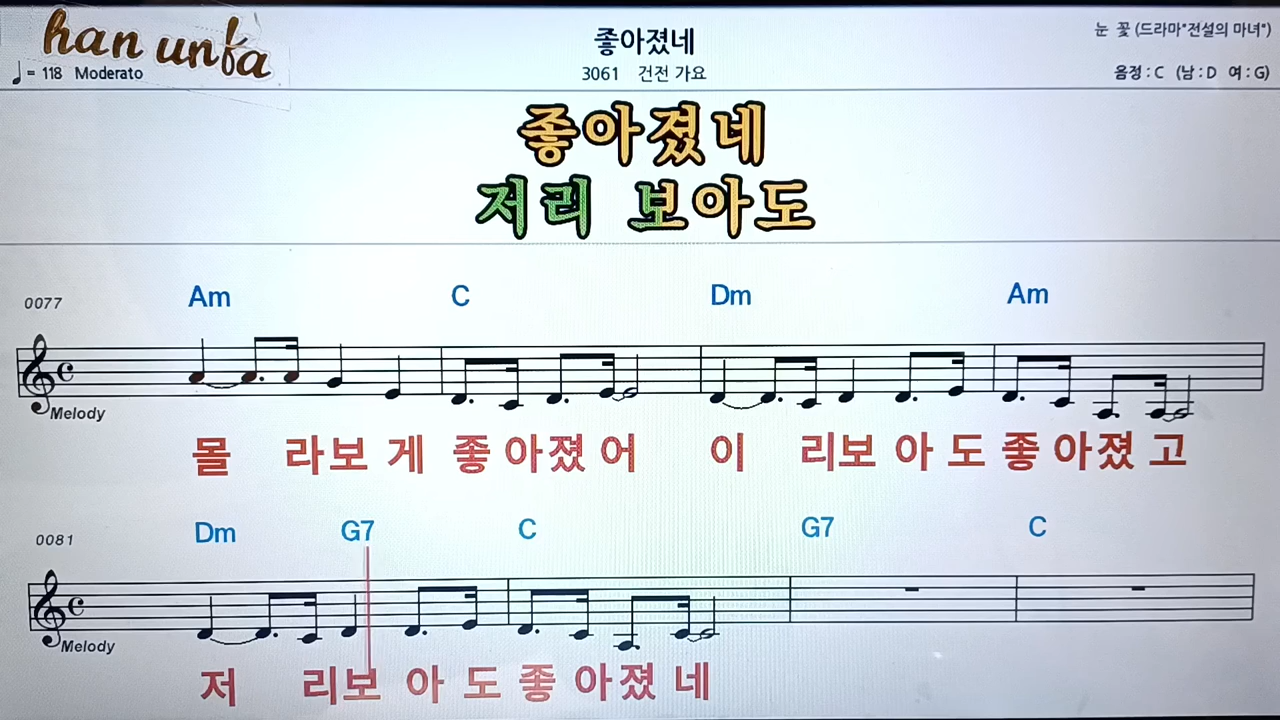 han unfa
좋아졌네
눈 꽃 (드라마"전설의 마녀")
♩= 118 Moderato
3061 건전 가요
음정 : C (남 : D 여 : G)
좋아졌네
저리 보아도
0077 Am C Dm Am
Melody
몰 라보 게 좋 아졌 어 이 리보 아 도 좋 아졌 고
0081 Dm G7 C G7 C
Melody
저 리보 아 도 좋 아졌 네